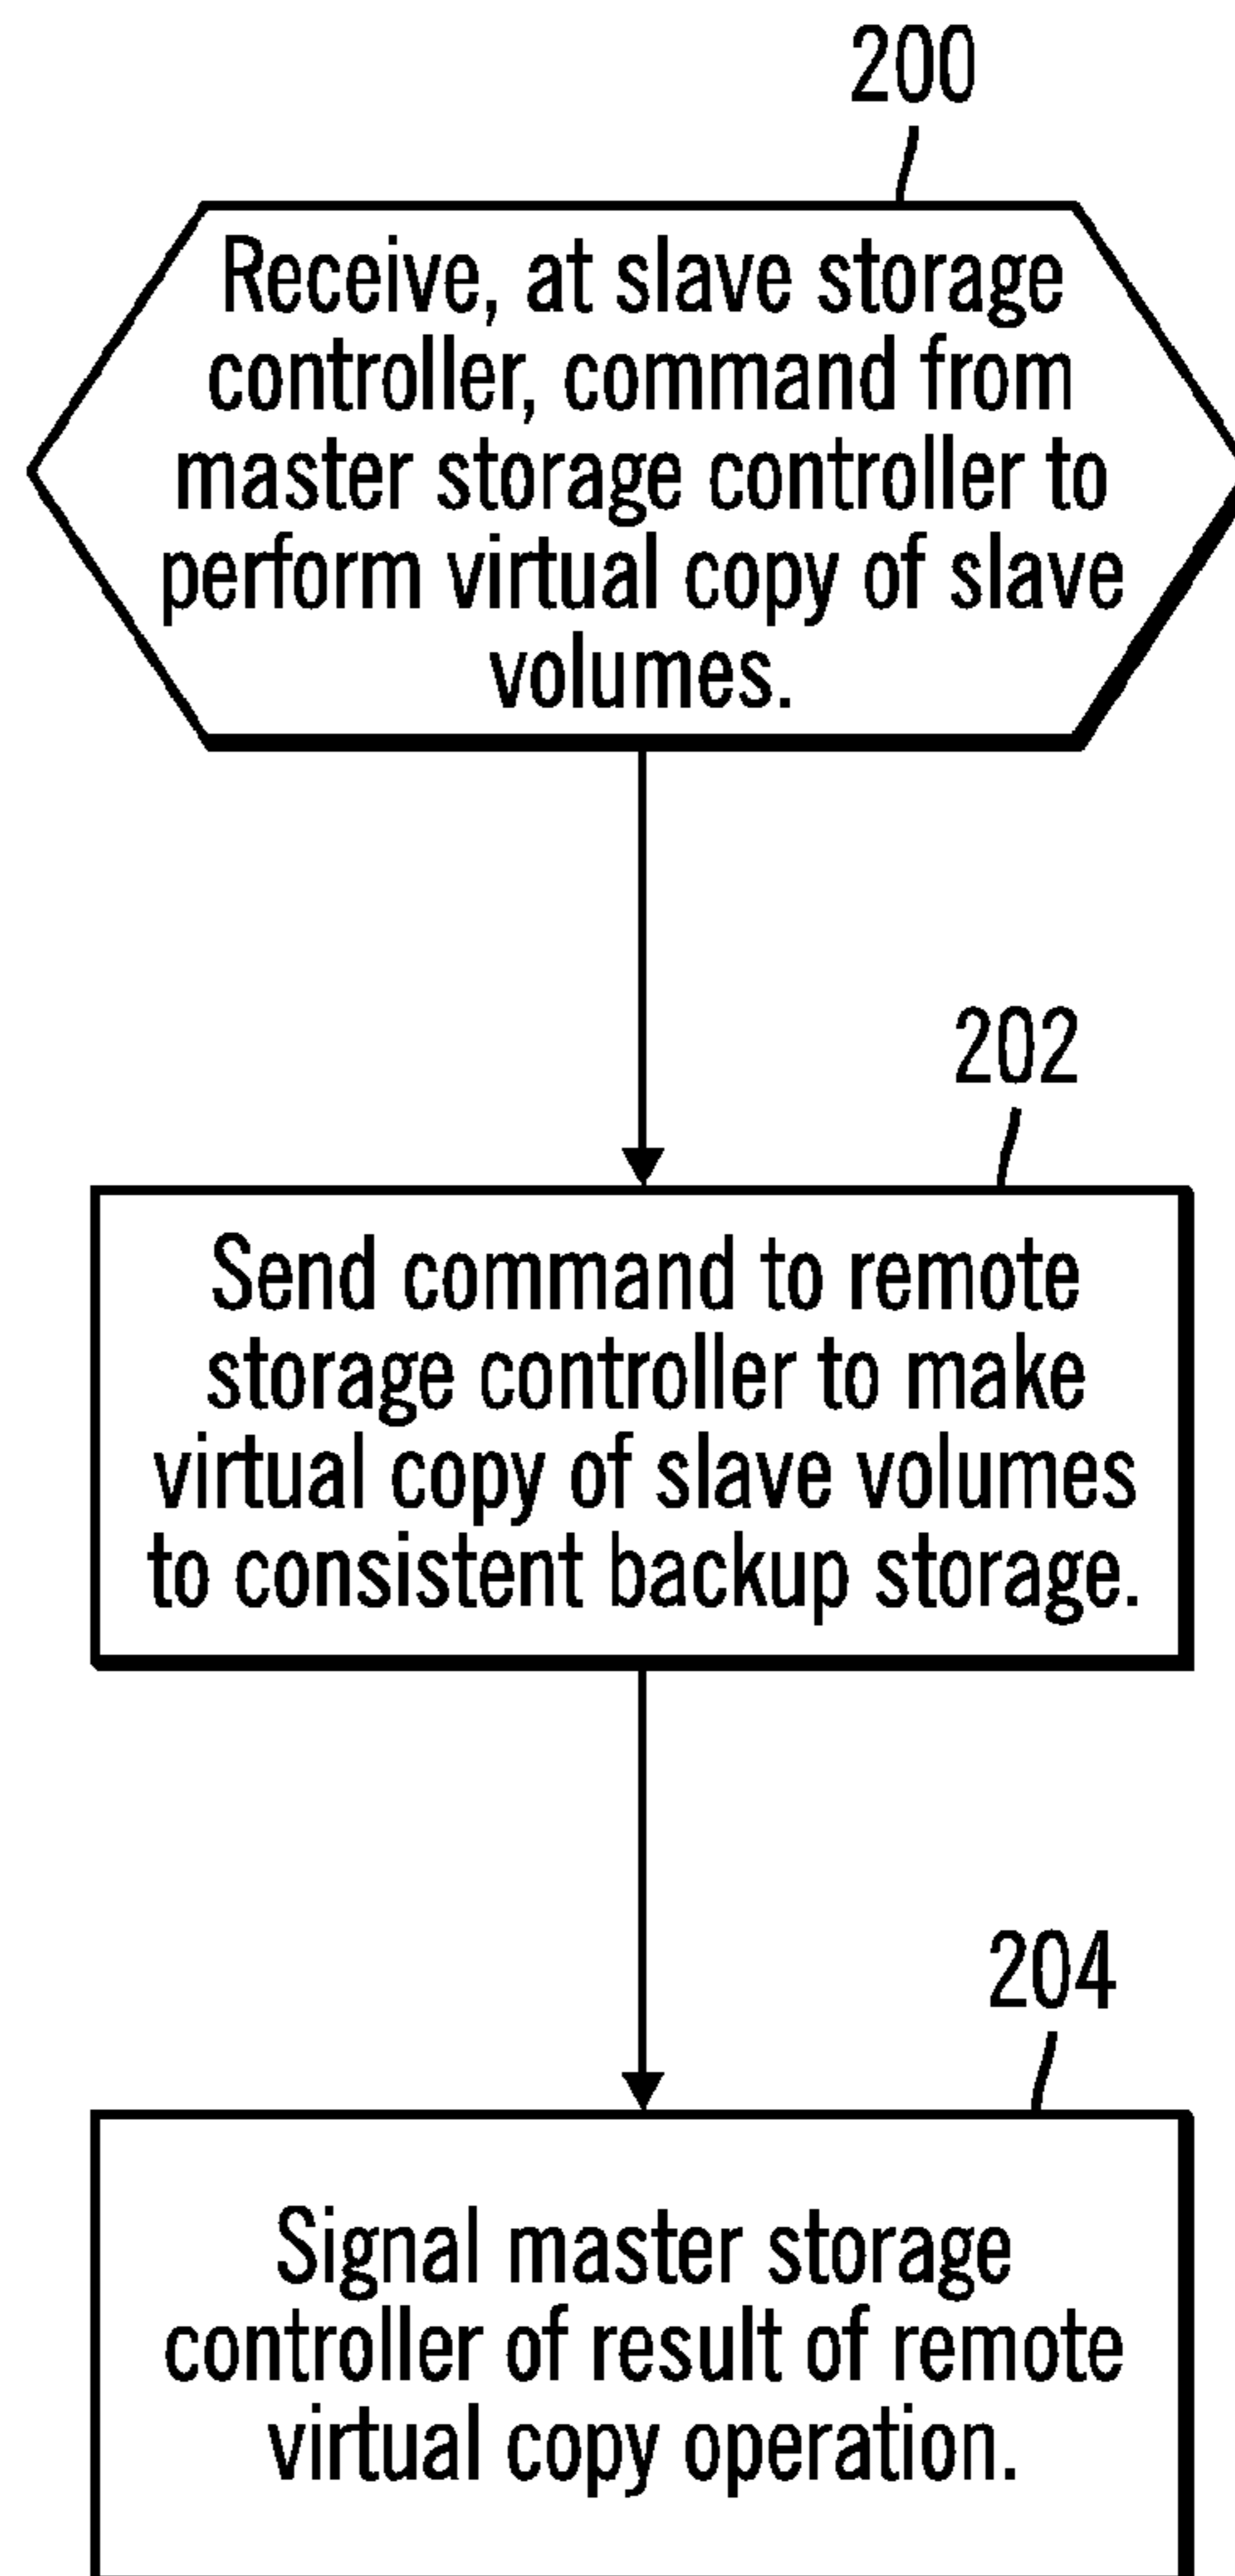 200
Receive, at slave storage
controller, command from
master storage controller to
perform virtual copy of slave
volumes.
202
Send command to remote
storage controller to make
virtual copy of slave volumes
to consistent backup storage.
204
Signal master storage
controller of result of remote
virtual copy operation.